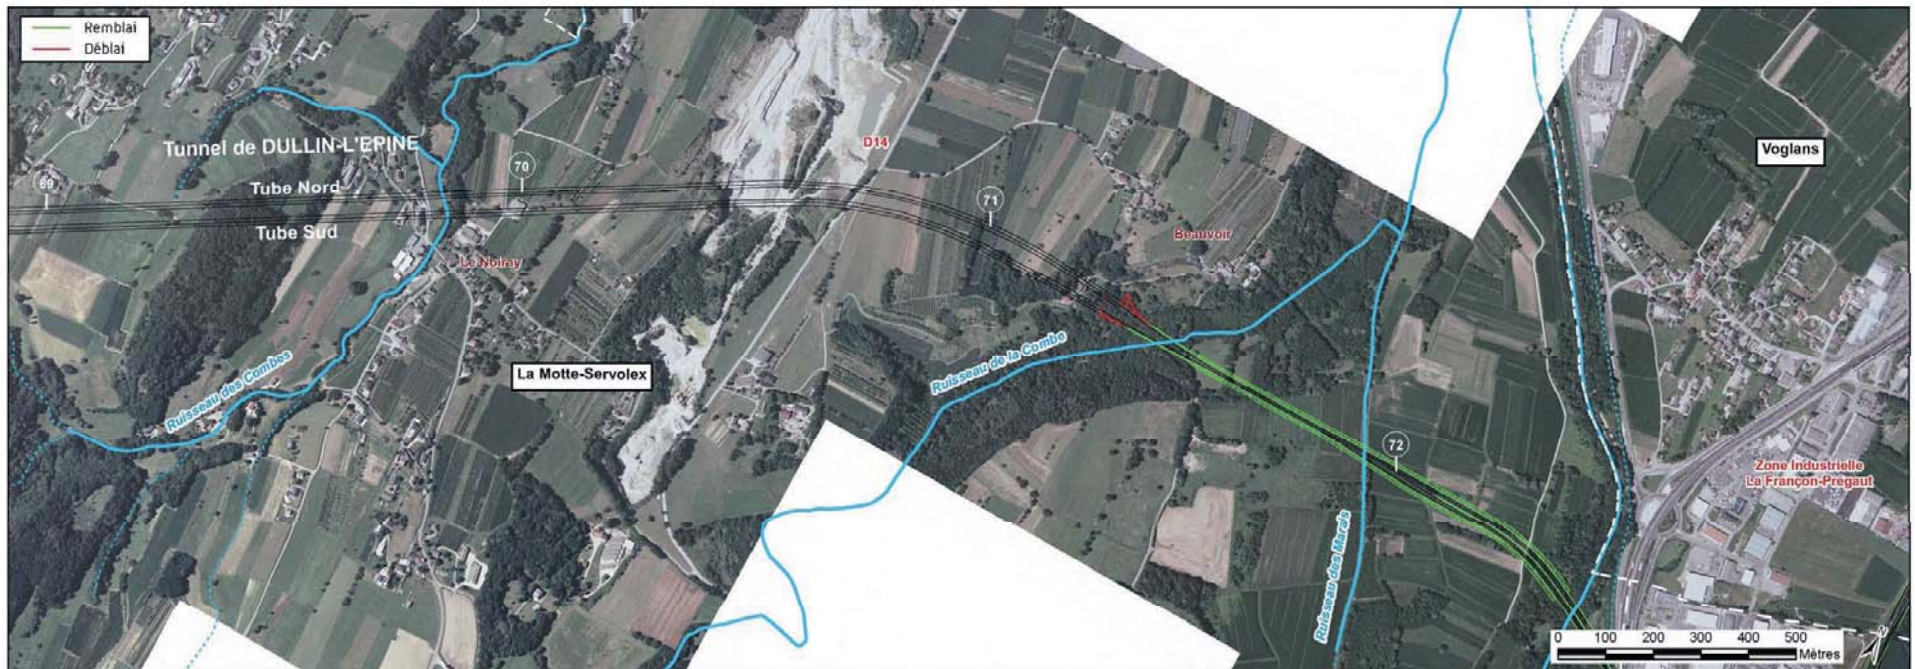 Remblai
Déblai
Tunnel de DULLIN-L'EPINE
Tube Nord
Tube Sud
69
70
71
72
D14
Le Noiray
Beauvoir
Voglans
La Motte-Servolex
Ruisseau des Combes
Ruisseau de la Combe
Ruisseau des Marais
Zone Industrielle
La Françon-Prégaut
0 100 200 300 400 500
Mètres
N